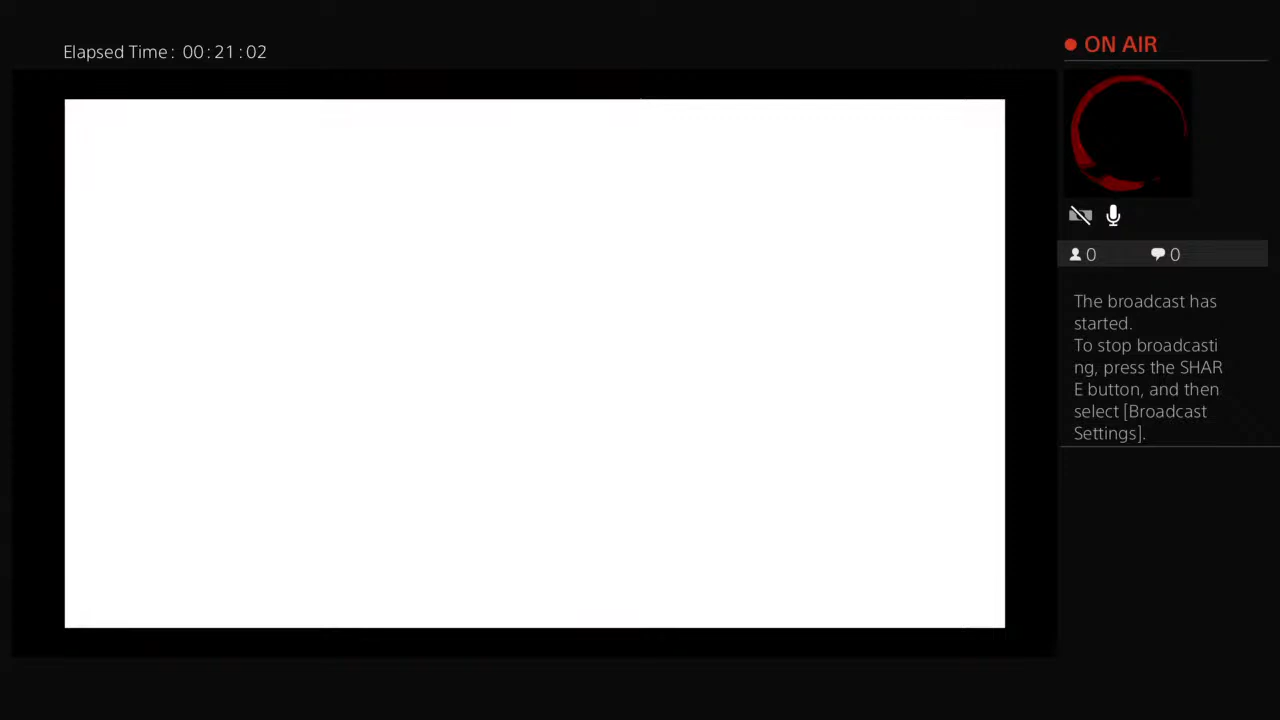 Elapsed Time: 00:21:02
ON AIR
0 0
The broadcast has
started.
To stop broadcasti
ng, press the SHAR
E button, and then
select [Broadcast
Settings].